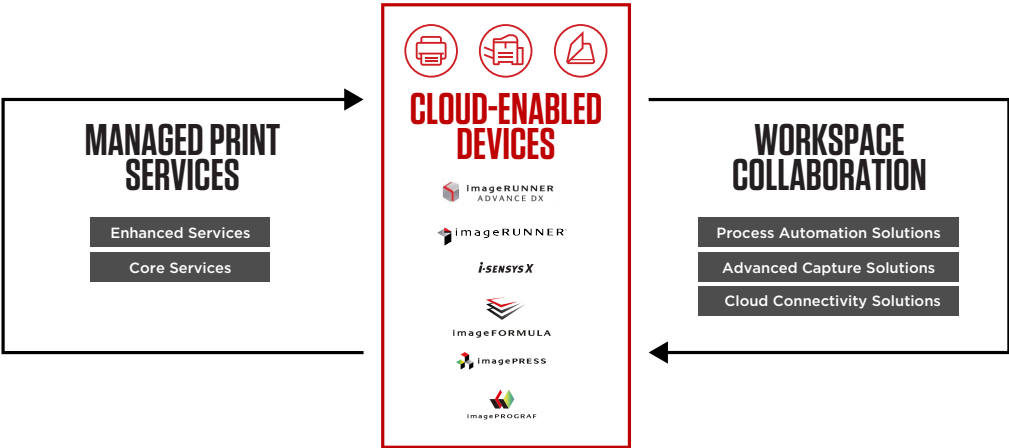 MANAGED PRINT
SERVICES
Enhanced Services
Core Services
CLOUD-ENABLED
DEVICES
imageRUNNER
ADVANCE DX
imageRUNNER
i-SENSYS X
imageFORMULA
imagePRESS
imagePROGRAF
WORKSPACE
COLLABORATION
Process Automation Solutions
Advanced Capture Solutions
Cloud Connectivity Solutions